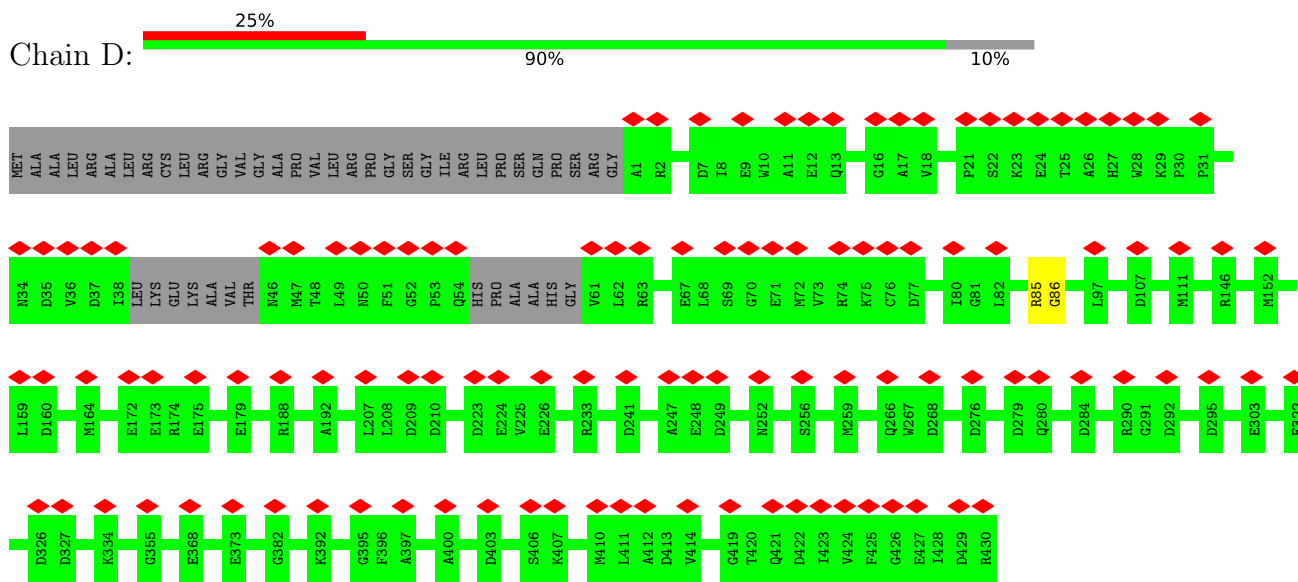 25%
Chain D:
90%
10%
MET ALA ALA LEU ARG ALA LEU ARG CYS LEU ARG GLY VAL GLY ALA PRO VAL LEU ARG PRO GLY SER GLY ILE ARG LEU PRO SER GLN PRO SER ARG GLY A1 R2 D7 I8 E9 W10 A11 E12 Q13 G16 A17 V18 P21 S22 K23 E24 T25 A26 H27 W28 K29 P30 P31
N34 D35 V36 D37 I38 LEU LYS GLU LYS ALA VAL THR N46 M47 T48 L49 N50 F51 G52 P53 Q54 HIS PRO ALA ALA HIS GLY V61 L62 R63 E67 L68 S69 G70 E71 M72 V73 R74 K75 C76 D77 I80 G81 L82 R85 G86 L97 D107 M111 R146 M152
L159 D160 M164 E172 E173 R174 E175 E179 R188 A192 L207 L208 D209 D210 D223 E224 V225 E226 R233 D241 A247 E248 D249 N252 S256 M259 Q266 W267 D268 D276 D279 Q280 D284 R290 G291 D292 D295 E303
D326 D327 K334 G355 E368 E373 G382 K392 G395 F396 A397 A400 D403 S406 K407 M410 L411 A412 D413 V414 G419 T420 Q421 D422 I423 V424 F425 G426 E427 I428 D429 R430